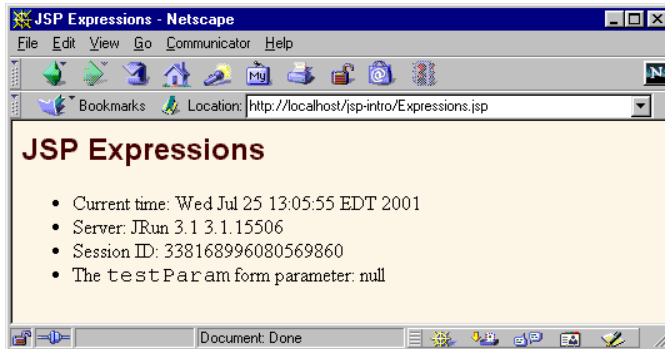 JSP Expressions - Netscape
File Edit View Go Communicator Help
My
N
Bookmarks Location: http://localhost/jsp-intro/Expressions.jsp
JSP Expressions
• Current time: Wed Jul 25 13:05:55 EDT 2001
• Server: JRun 3.1 3.1.15506
• Session ID: 338168996080569860
• The testParam form parameter: null
Document: Done